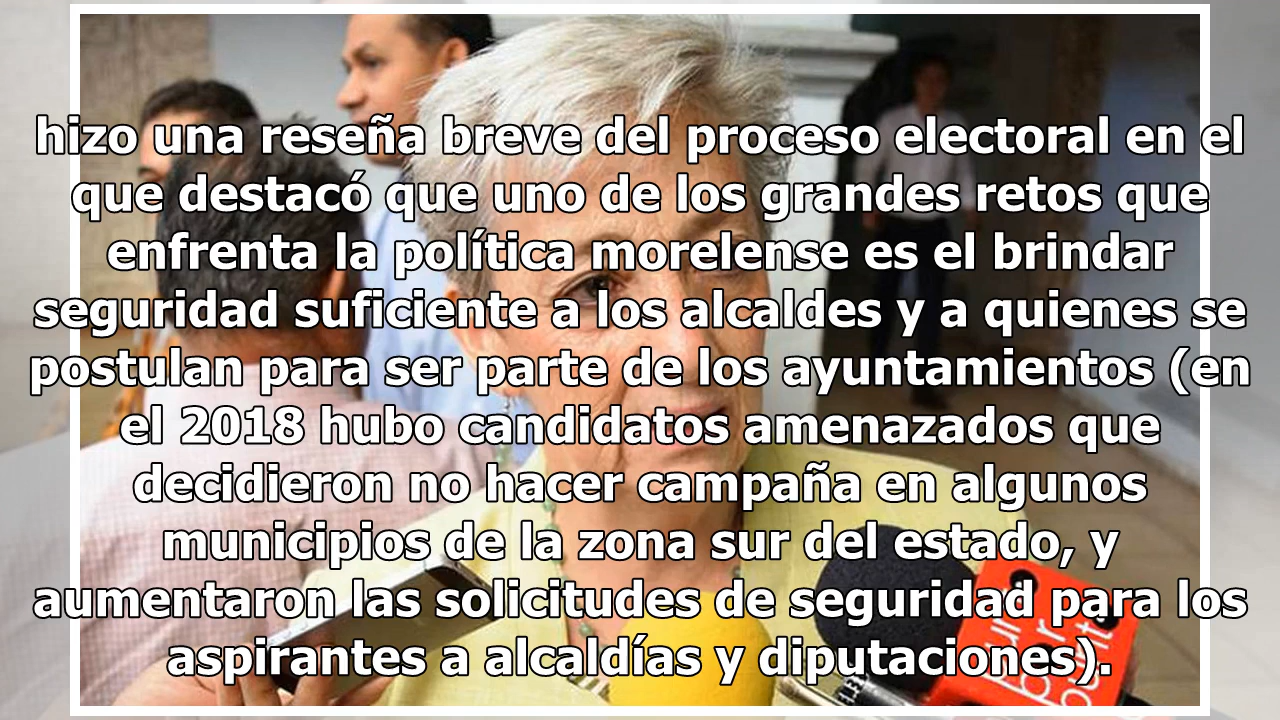 hizo una reseña breve del proceso electoral en el
que destacó que uno de los grandes retos que
enfrenta la política morelense es el brindar
seguridad suficiente a los alcaldes y a quienes se
postulan para ser parte de los ayuntamientos (en
el 2018 hubo candidatos amenazados que
decidieron no hacer campaña en algunos
municipios de la zona sur del estado, y
aumentaron las solicitudes de seguridad para los
aspirantes a alcaldías y diputaciones).